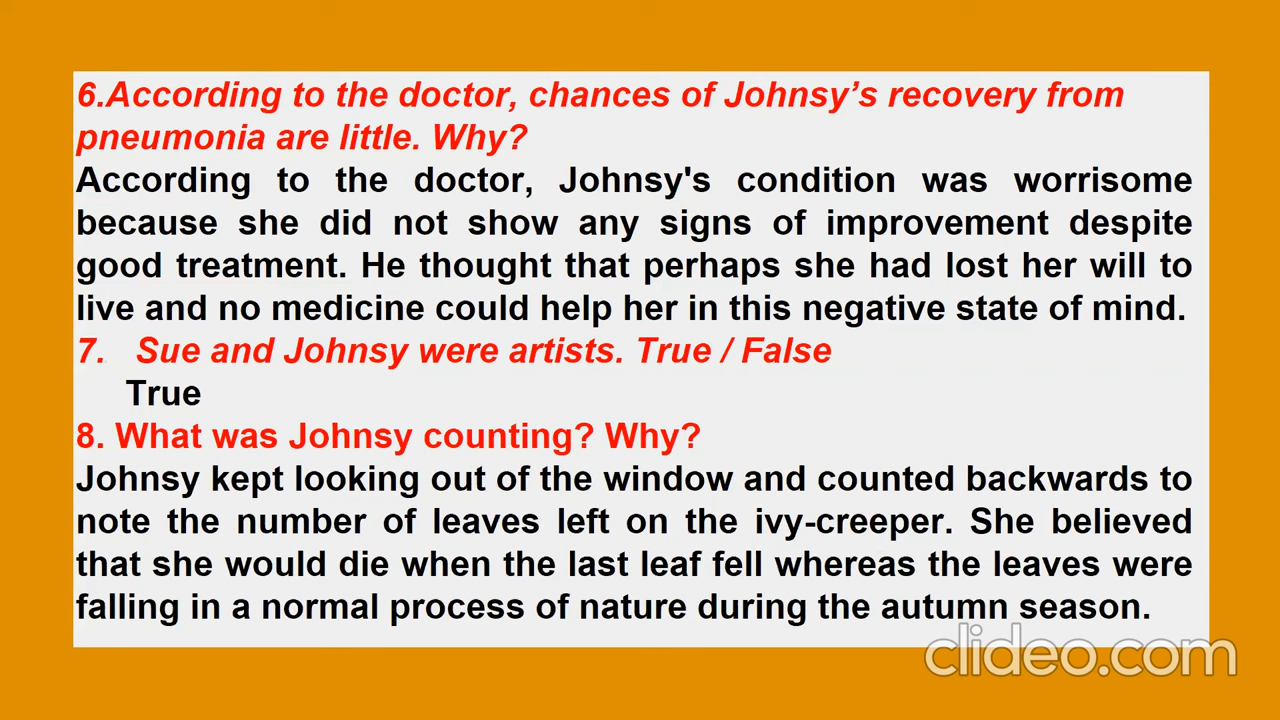 6.According to the doctor, chances of Johnsy’s recovery from
pneumonia are little. Why?
According to the doctor, Johnsy's condition was worrisome
because she did not show any signs of improvement despite
good treatment. He thought that perhaps she had lost her will to
live and no medicine could help her in this negative state of mind.
7. Sue and Johnsy were artists. True / False
True
8. What was Johnsy counting? Why?
Johnsy kept looking out of the window and counted backwards to
note the number of leaves left on the ivy-creeper. She believed
that she would die when the last leaf fell whereas the leaves were
falling in a normal process of nature during the autumn season.
clideo.com